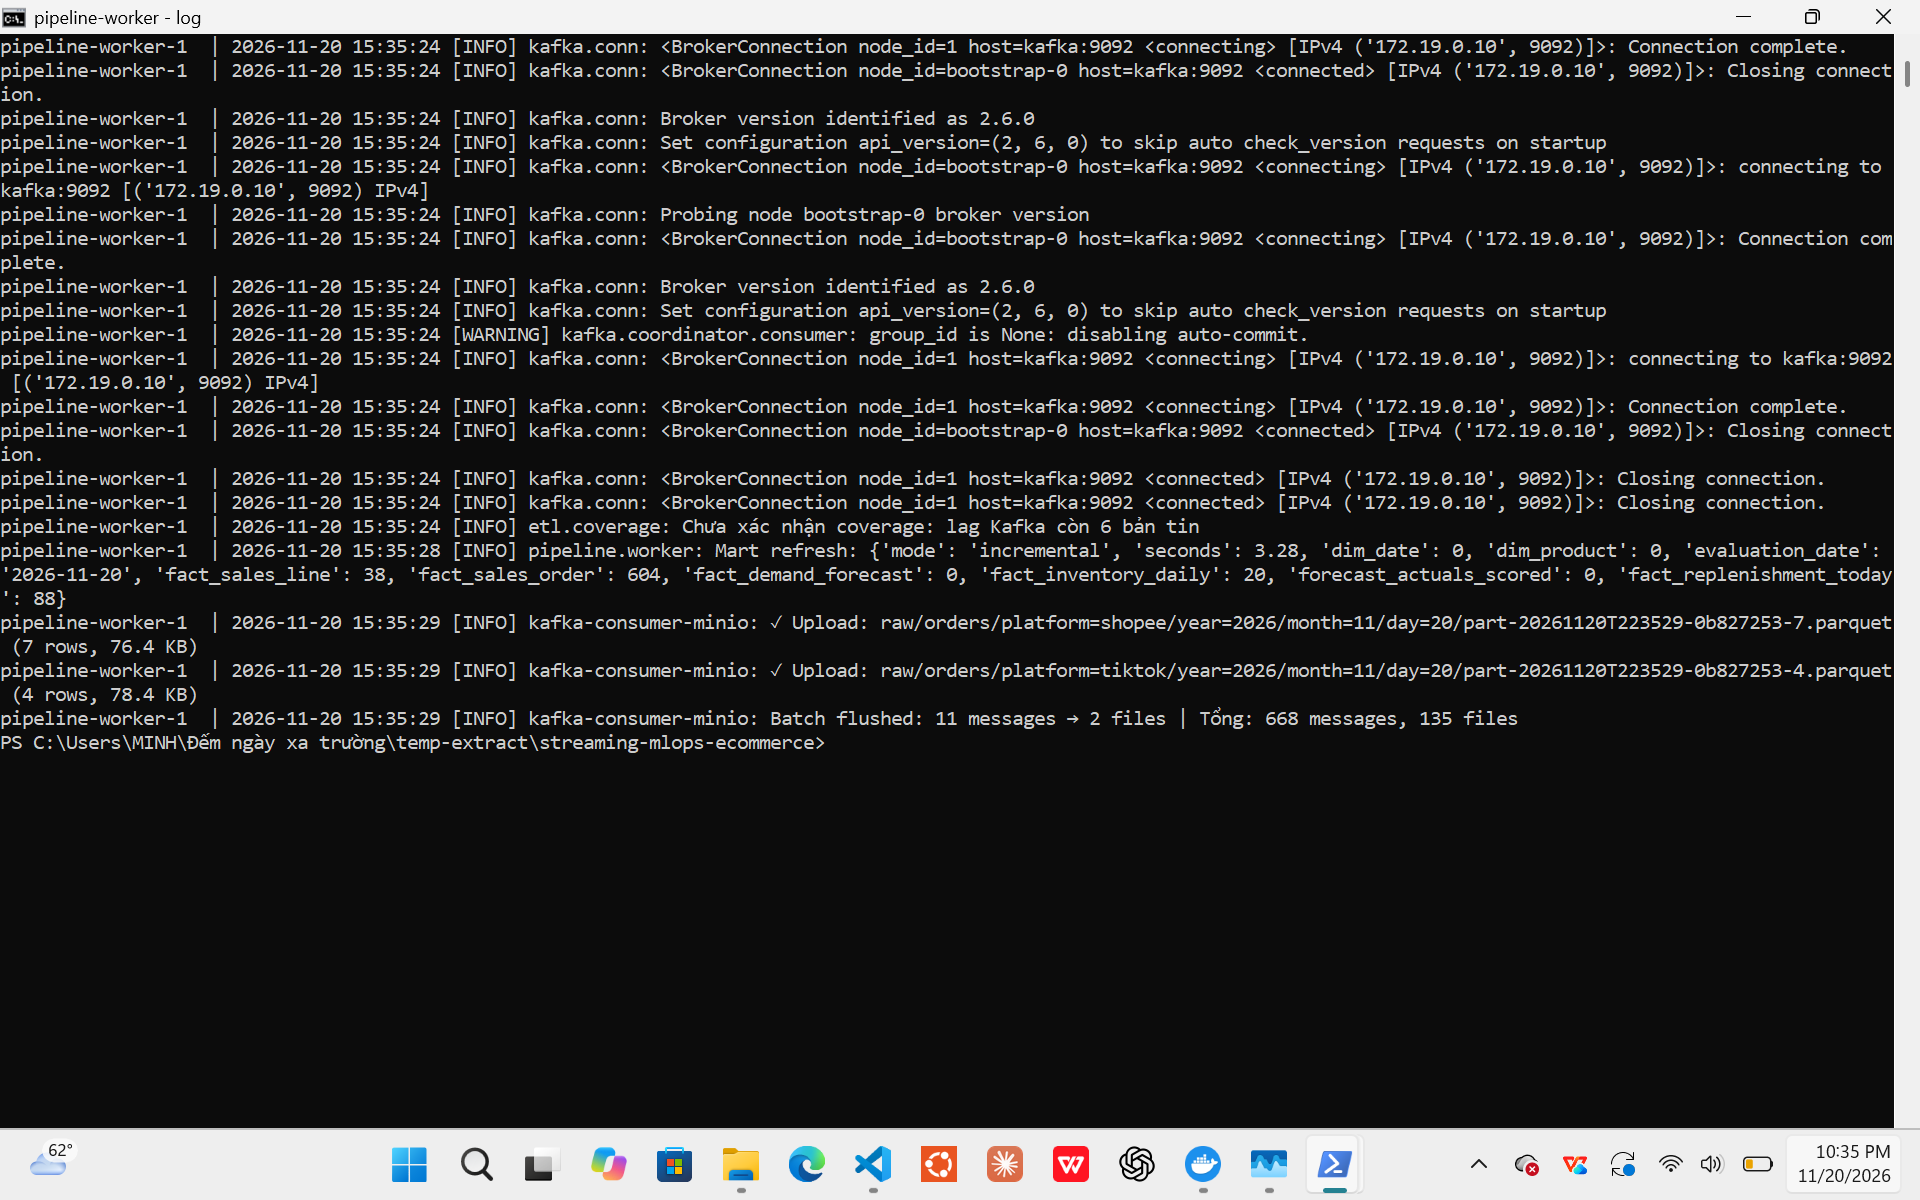 pipeline-worker - log
pipeline-worker-1  | 2026-11-20 15:35:24 [INFO] kafka.conn: <BrokerConnection node_id=1 host=kafka:9092 <connecting> [IPv4 ('172.19.0.10', 9092)]>: Connection complete.
pipeline-worker-1  | 2026-11-20 15:35:24 [INFO] kafka.conn: <BrokerConnection node_id=bootstrap-0 host=kafka:9092 <connected> [IPv4 ('172.19.0.10', 9092)]>: Closing connect
ion.
pipeline-worker-1  | 2026-11-20 15:35:24 [INFO] kafka.conn: Broker version identified as 2.6.0
pipeline-worker-1  | 2026-11-20 15:35:24 [INFO] kafka.conn: Set configuration api_version=(2, 6, 0) to skip auto check_version requests on startup
pipeline-worker-1  | 2026-11-20 15:35:24 [INFO] kafka.conn: <BrokerConnection node_id=bootstrap-0 host=kafka:9092 <connecting> [IPv4 ('172.19.0.10', 9092)]>: connecting to
kafka:9092 [('172.19.0.10', 9092) IPv4]
pipeline-worker-1  | 2026-11-20 15:35:24 [INFO] kafka.conn: Probing node bootstrap-0 broker version
pipeline-worker-1  | 2026-11-20 15:35:24 [INFO] kafka.conn: <BrokerConnection node_id=bootstrap-0 host=kafka:9092 <connecting> [IPv4 ('172.19.0.10', 9092)]>: Connection com
plete.
pipeline-worker-1  | 2026-11-20 15:35:24 [INFO] kafka.conn: Broker version identified as 2.6.0
pipeline-worker-1  | 2026-11-20 15:35:24 [INFO] kafka.conn: Set configuration api_version=(2, 6, 0) to skip auto check_version requests on startup
pipeline-worker-1  | 2026-11-20 15:35:24 [WARNING] kafka.coordinator.consumer: group_id is None: disabling auto-commit.
pipeline-worker-1  | 2026-11-20 15:35:24 [INFO] kafka.conn: <BrokerConnection node_id=1 host=kafka:9092 <connecting> [IPv4 ('172.19.0.10', 9092)]>: connecting to kafka:9092
 [('172.19.0.10', 9092) IPv4]
pipeline-worker-1  | 2026-11-20 15:35:24 [INFO] kafka.conn: <BrokerConnection node_id=1 host=kafka:9092 <connecting> [IPv4 ('172.19.0.10', 9092)]>: Connection complete.
pipeline-worker-1  | 2026-11-20 15:35:24 [INFO] kafka.conn: <BrokerConnection node_id=bootstrap-0 host=kafka:9092 <connected> [IPv4 ('172.19.0.10', 9092)]>: Closing connect
ion.
pipeline-worker-1  | 2026-11-20 15:35:24 [INFO] kafka.conn: <BrokerConnection node_id=1 host=kafka:9092 <connected> [IPv4 ('172.19.0.10', 9092)]>: Closing connection.
pipeline-worker-1  | 2026-11-20 15:35:24 [INFO] kafka.conn: <BrokerConnection node_id=1 host=kafka:9092 <connected> [IPv4 ('172.19.0.10', 9092)]>: Closing connection.
pipeline-worker-1  | 2026-11-20 15:35:24 [INFO] etl.coverage: Chưa xác nhận coverage: lag Kafka còn 6 bản tin
pipeline-worker-1  | 2026-11-20 15:35:28 [INFO] pipeline.worker: Mart refresh: {'mode': 'incremental', 'seconds': 3.28, 'dim_date': 0, 'dim_product': 0, 'evaluation_date':
'2026-11-20', 'fact_sales_line': 38, 'fact_sales_order': 604, 'fact_demand_forecast': 0, 'fact_inventory_daily': 20, 'forecast_actuals_scored': 0, 'fact_replenishment_today
': 88}
pipeline-worker-1  | 2026-11-20 15:35:29 [INFO] kafka-consumer-minio: ✓ Upload: raw/orders/platform=shopee/year=2026/month=11/day=20/part-20261120T223529-0b827253-7.parquet
 (7 rows, 76.4 KB)
pipeline-worker-1  | 2026-11-20 15:35:29 [INFO] kafka-consumer-minio: ✓ Upload: raw/orders/platform=tiktok/year=2026/month=11/day=20/part-20261120T223529-0b827253-4.parquet
 (4 rows, 78.4 KB)
pipeline-worker-1  | 2026-11-20 15:35:29 [INFO] kafka-consumer-minio: Batch flushed: 11 messages → 2 files | Tổng: 668 messages, 135 files
PS C:\Users\MINH\Đếm ngày xa trường\temp-extract\streaming-mlops-ecommerce>
62°
10:35 PM
11/20/2026